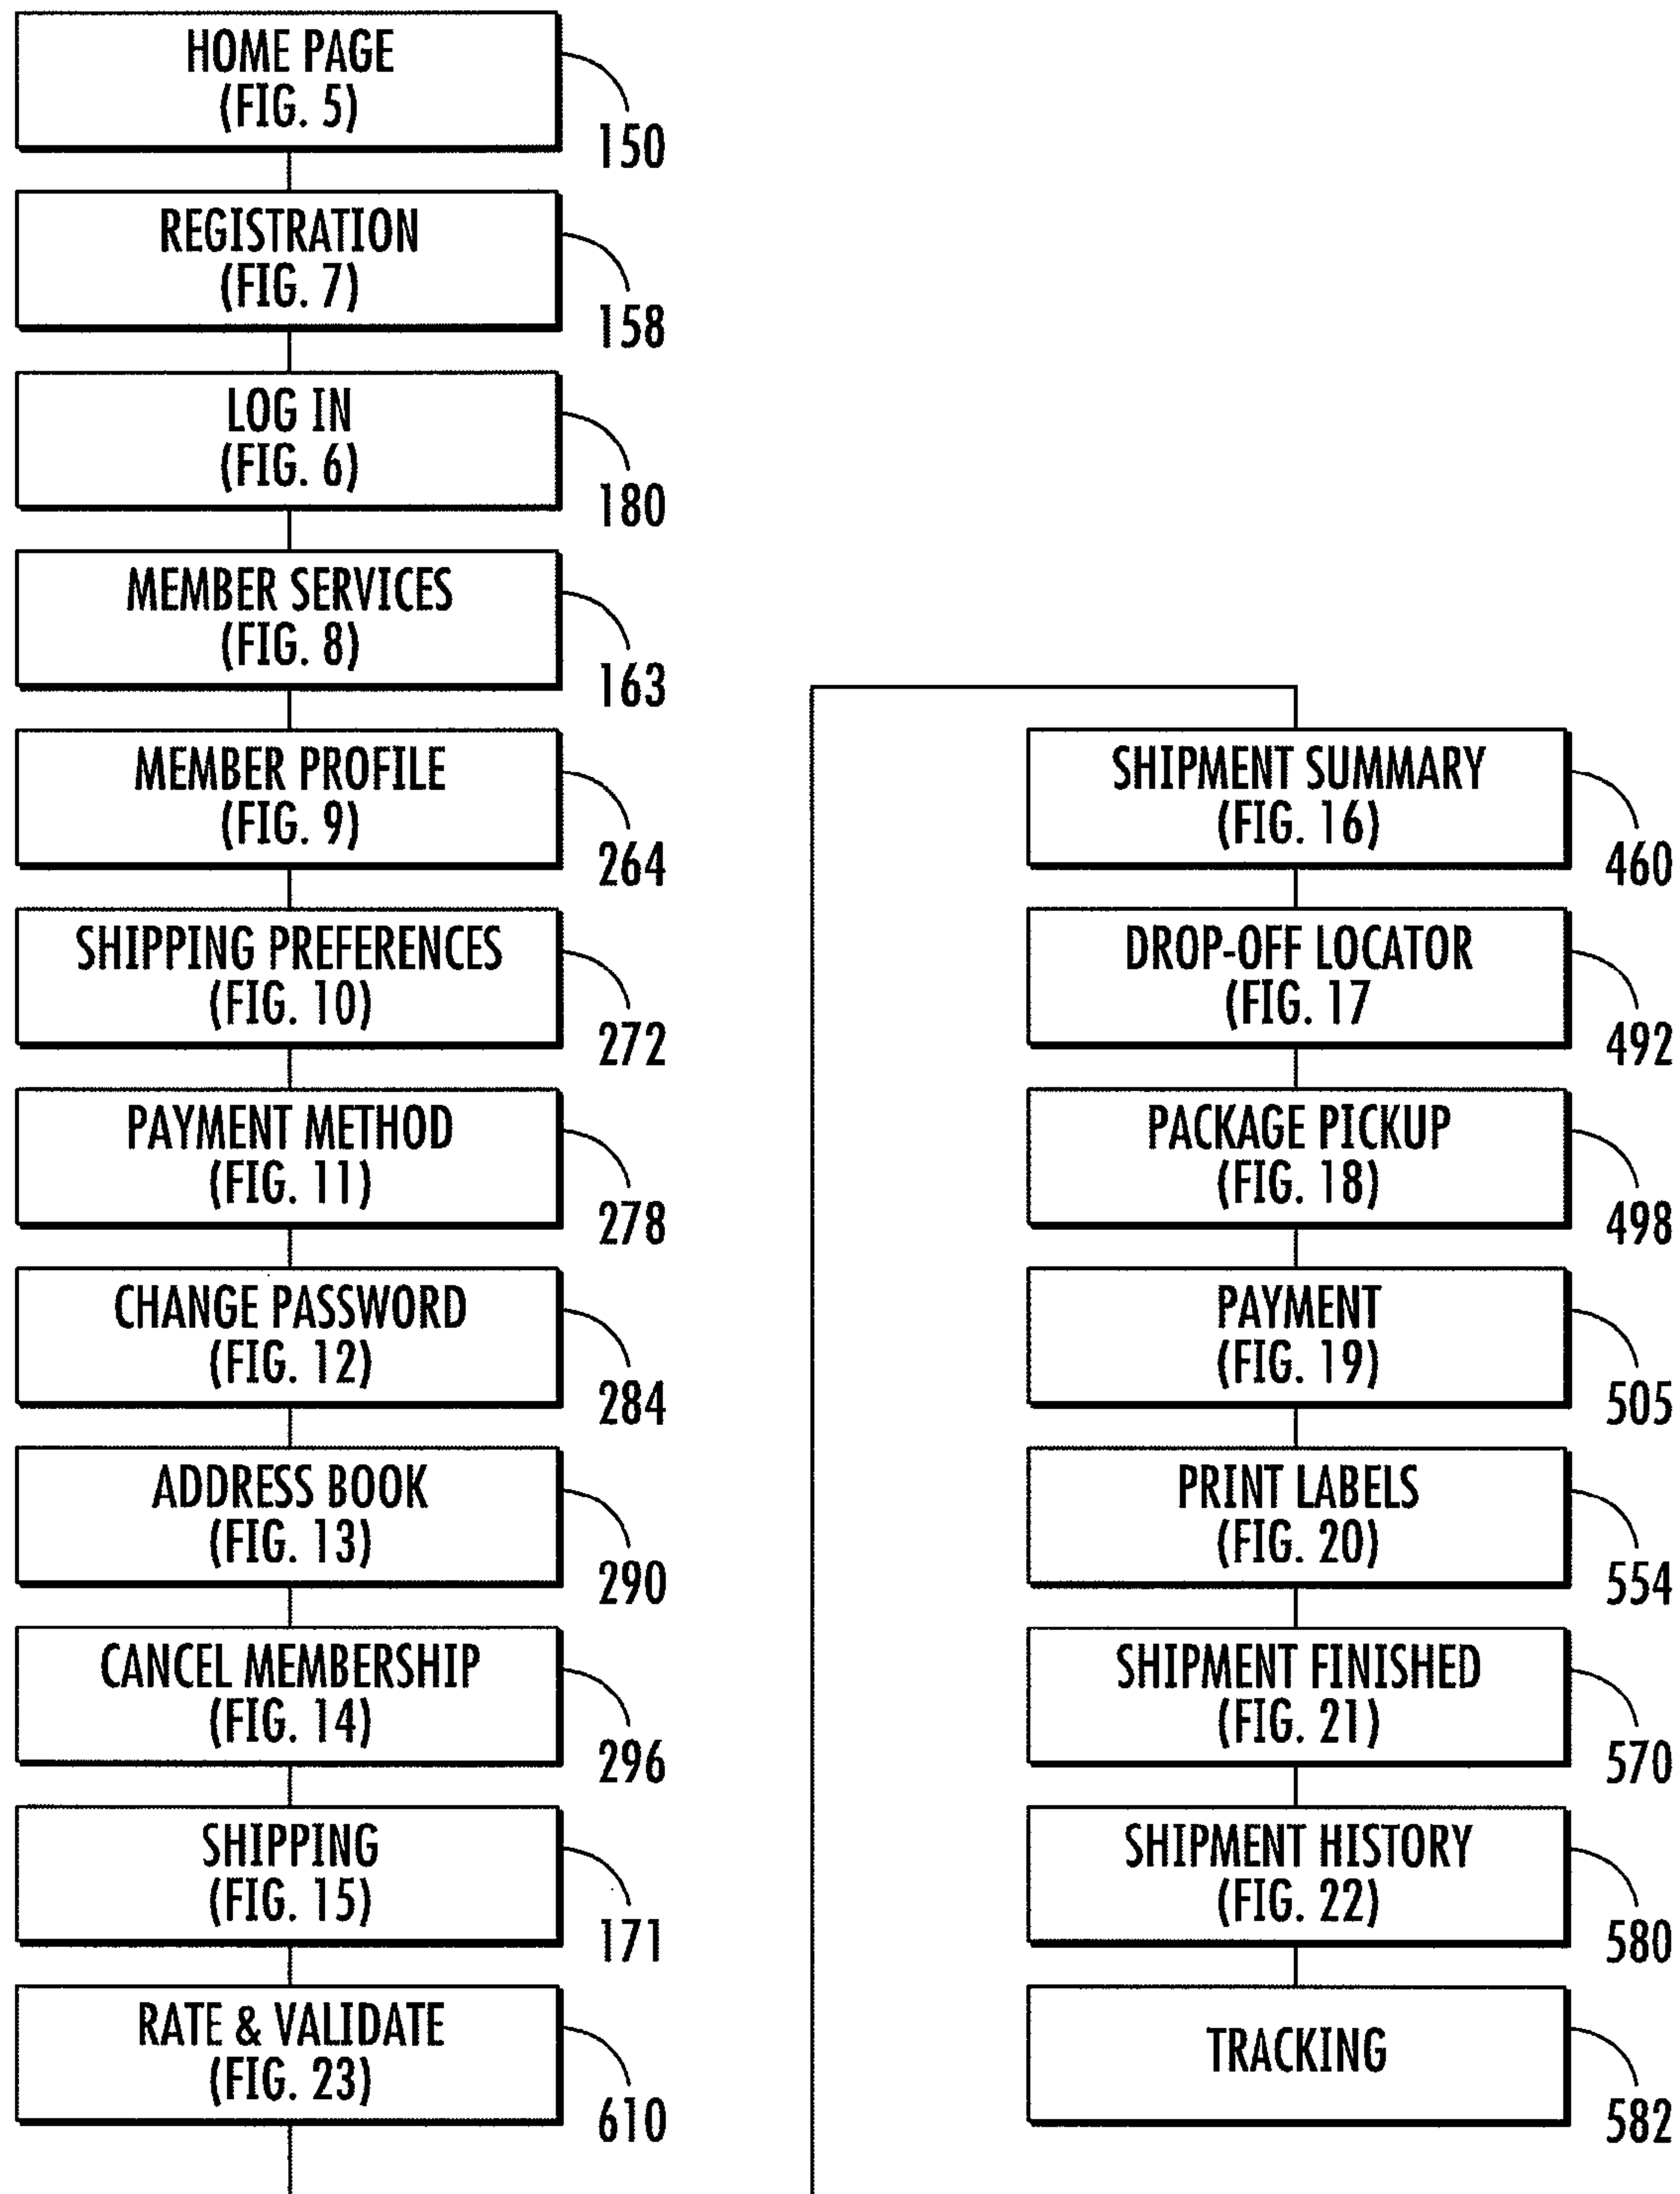 HOME PAGE
(FIG. 5)
150
REGISTRATION
(FIG. 7)
158
LOG IN
(FIG. 6)
180
MEMBER SERVICES
(FIG. 8)
163
MEMBER PROFILE
(FIG. 9)
264
SHIPPING PREFERENCES
(FIG. 10)
272
PAYMENT METHOD
(FIG. 11)
278
CHANGE PASSWORD
(FIG. 12)
284
ADDRESS BOOK
(FIG. 13)
290
CANCEL MEMBERSHIP
(FIG. 14)
296
SHIPPING
(FIG. 15)
171
RATE & VALIDATE
(FIG. 23)
610
SHIPMENT SUMMARY
(FIG. 16)
460
DROP-OFF LOCATOR
(FIG. 17
492
PACKAGE PICKUP
(FIG. 18)
498
PAYMENT
(FIG. 19)
505
PRINT LABELS
(FIG. 20)
554
SHIPMENT FINISHED
(FIG. 21)
570
SHIPMENT HISTORY
(FIG. 22)
580
TRACKING
582